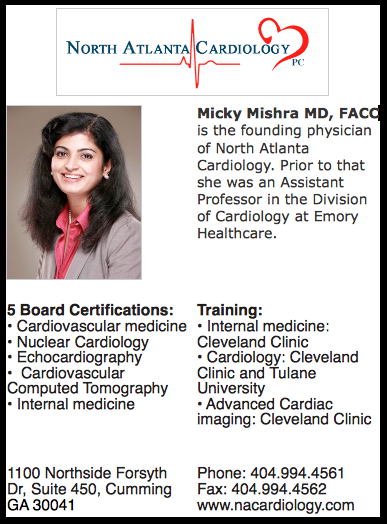 NORTH ATLANTA CARDIOLOGY
PC
Micky Mishra MD, FACC
is the founding physician
of North Atlanta
Cardiology. Prior to that
she was an Assistant
Professor in the Division
of Cardiology at Emory
Healthcare.
5 Board Certifications:
• Cardiovascular medicine
• Nuclear Cardiology
• Echocardiography
• Cardiovascular
Computed Tomography
• Internal medicine
Training:
• Internal medicine:
Cleveland Clinic
• Cardiology: Cleveland
Clinic and Tulane
University
• Advanced Cardiac
imaging: Cleveland Clinic
1100 Northside Forsyth
Dr, Suite 450, Cumming
GA 30041
Phone: 404.994.4561
Fax: 404.994.4562
www.nacardiology.com